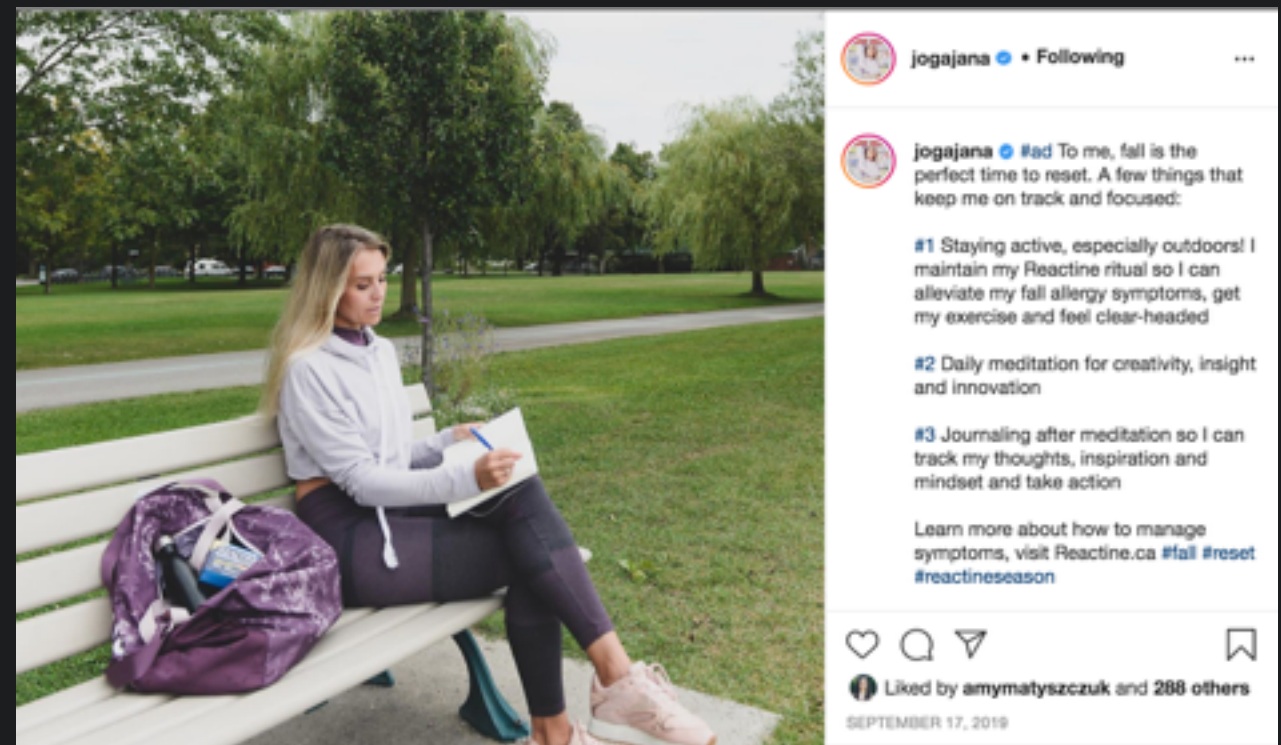 jogajana • Following
jogajana #ad To me, fall is the
perfect time to reset. A few things that
keep me on track and focused:
#1 Staying active, especially outdoors! I
maintain my Reactine ritual so I can
alleviate my fall allergy symptoms, get
my exercise and feel clear-headed
#2 Daily meditation for creativity, insight
and innovation
#3 Journaling after meditation so I can
track my thoughts, inspiration and
mindset and take action
Learn more about how to manage
symptoms, visit Reactine.ca #fall #reset
#reactineseason
Liked by amymatyszczuk and 288 others
SEPTEMBER 17, 2019